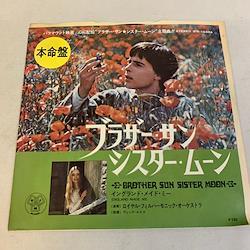 本命盤
ブラザー・サン
シスター・ムーン
BROTHER SUN SISTER MOON
イングランド・メイド・ミー
ENGLAND MADE ME
ロイヤル・フィルハーモニック・オーケストラ